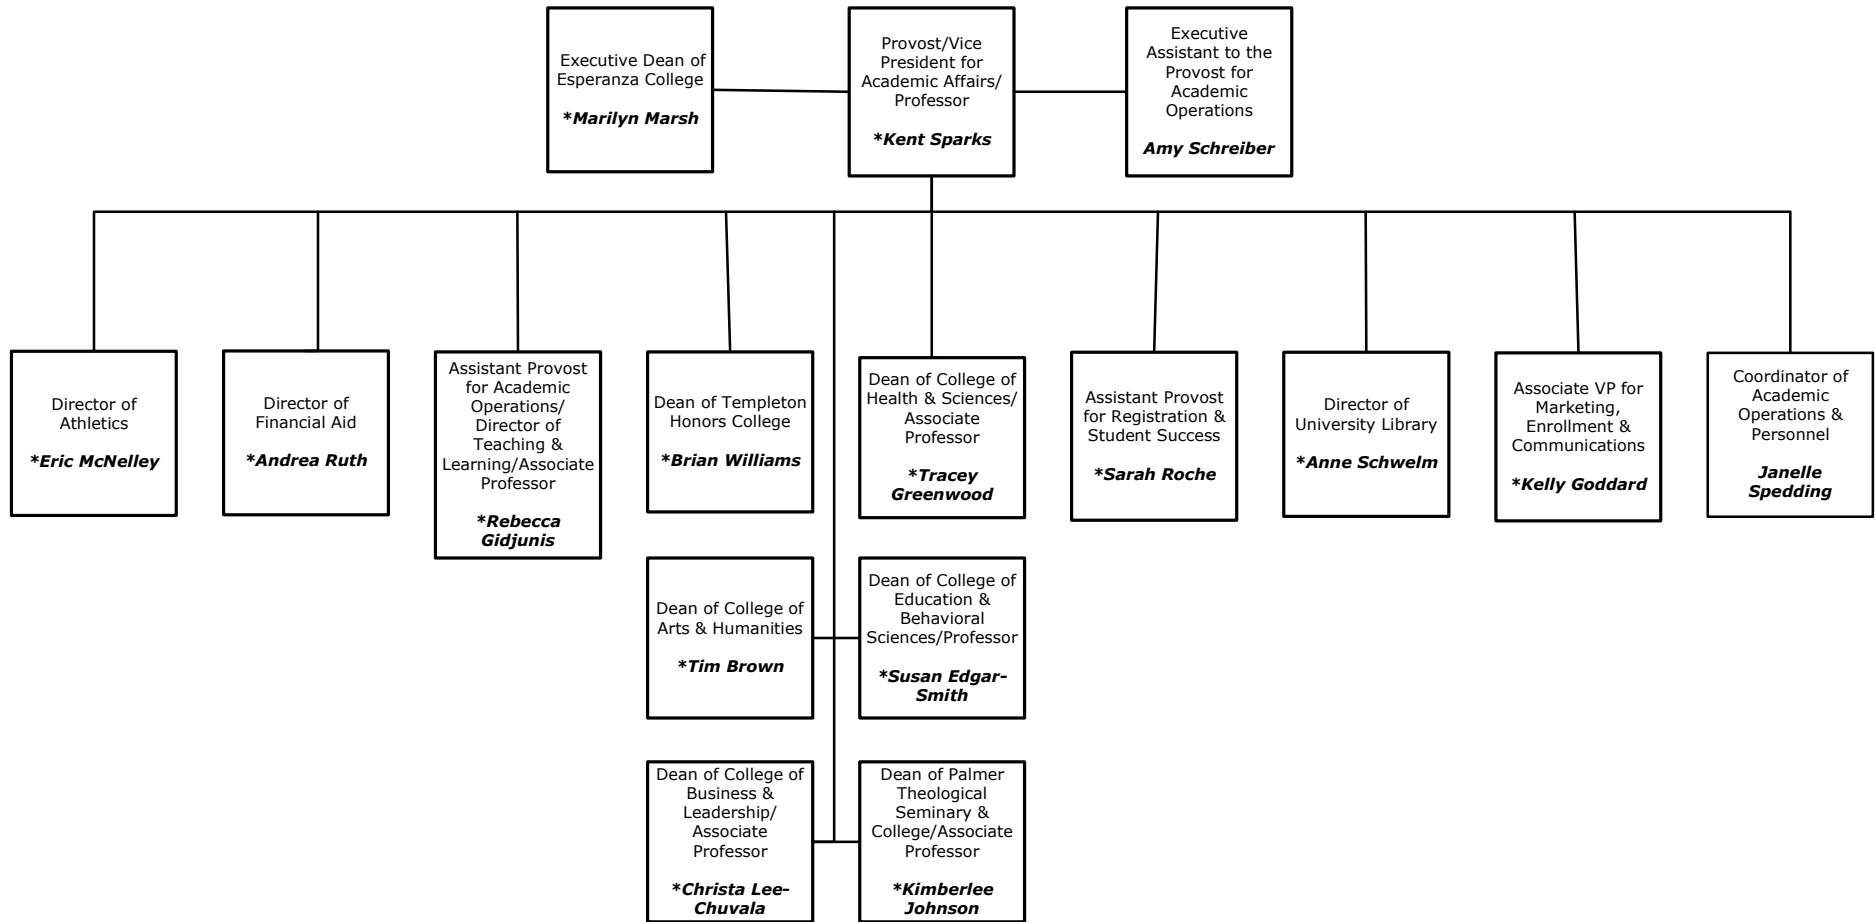 Executive Dean of
Esperanza College
*Marilyn Marsh
Provost/Vice
President for
Academic Affairs/
Professor
*Kent Sparks
Executive
Assistant to the
Provost for
Academic
Operations
Amy Schreiber
Director of
Athletics
*Eric McNelley
Director of
Financial Aid
*Andrea Ruth
Assistant Provost
for Academic
Operations/
Director of
Teaching &
Learning/Associate
Professor
*Rebecca
Gidjunis
Dean of Templeton
Honors College
*Brian Williams
Dean of College of
Health & Sciences/
Associate
Professor
*Tracey
Greenwood
Assistant Provost
for Registration &
Student Success
*Sarah Roche
Director of
University Library
*Anne Schwelm
Associate VP for
Marketing,
Enrollment &
Communications
*Kelly Goddard
Coordinator of
Academic
Operations &
Personnel
Janelle
Spedding
Dean of College of
Arts & Humanities
*Tim Brown
Dean of College of
Education &
Behavioral
Sciences/Professor
*Susan Edgar-
Smith
Dean of College of
Business &
Leadership/
Associate
Professor
*Christa Lee-
Chuvala
Dean of Palmer
Theological
Seminary &
College/Associate
Professor
*Kimberlee
Johnson